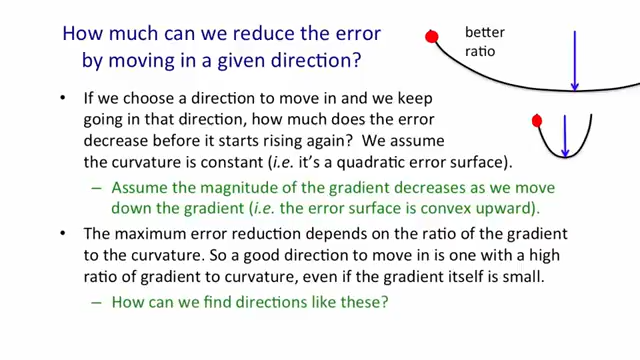 How much can we reduce the error
by moving in a given direction?
better
ratio
• If we choose a direction to move in and we keep
going in that direction, how much does the error
decrease before it starts rising again? We assume
the curvature is constant (i.e. it's a quadratic error surface).
– Assume the magnitude of the gradient decreases as we move
down the gradient (i.e. the error surface is convex upward).
• The maximum error reduction depends on the ratio of the gradient
to the curvature. So a good direction to move in is one with a high
ratio of gradient to curvature, even if the gradient itself is small.
– How can we find directions like these?